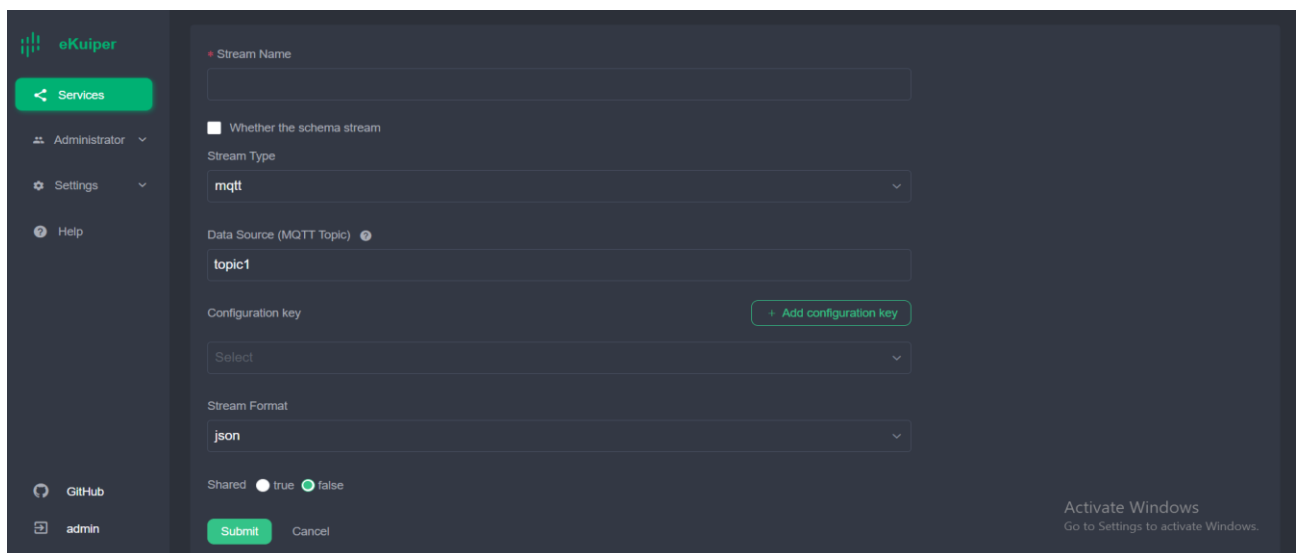 eKuiper
Services
Administrator
Settings
Help
GitHub
admin
Stream Name
Whether the schema stream
Stream Type
mqtt
Data Source (MQTT Topic)
topic1
Configuration key
+ Add configuration key
Select
Stream Format
json
Shared true false
Submit Cancel
Activate Windows
Go to Settings to activate Windows.